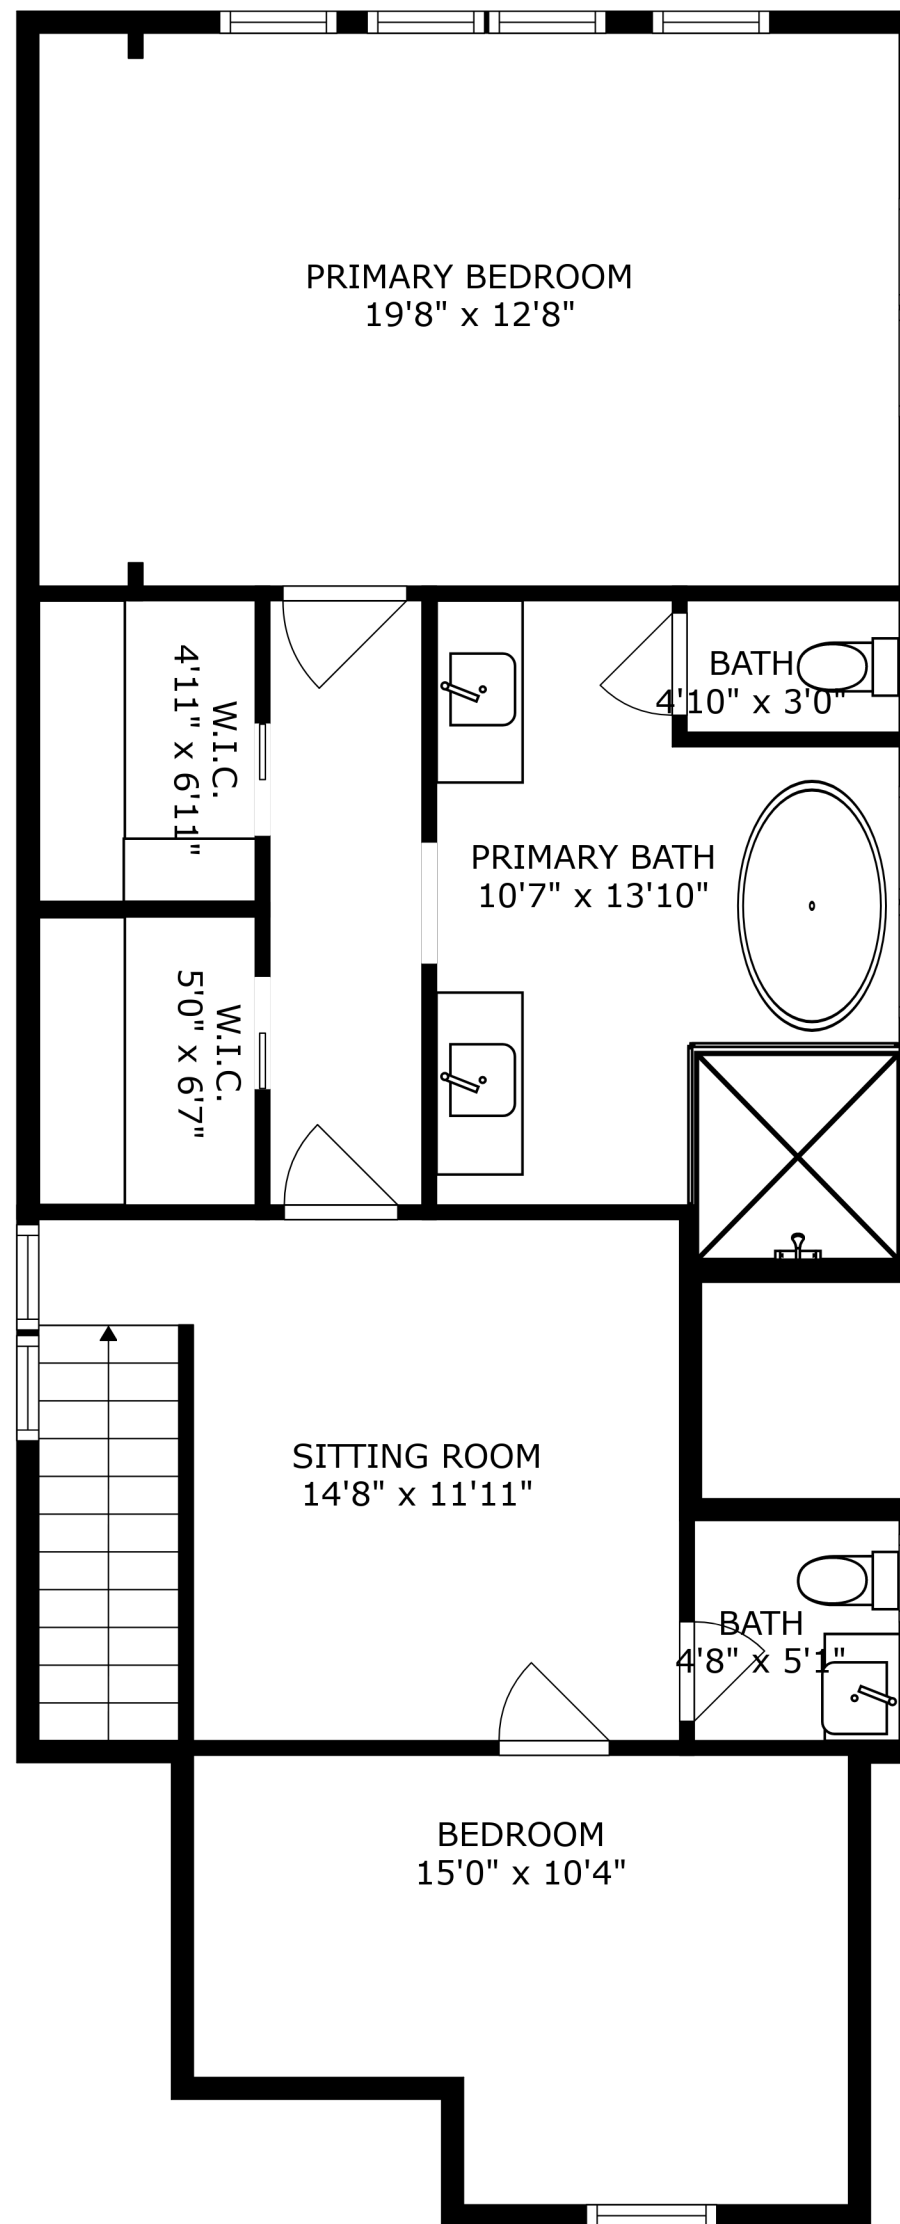 PRIMARY BEDROOM
19'8" x 12'8"
BATH
4'10" x 3'0"
W.I.C.
4'11" x 6'11"
PRIMARY BATH
10'7" x 13'10"
W.I.C.
5'0" x 6'7"
SITTING ROOM
14'8" x 11'11"
BATH
4'8" x 5'1"
BEDROOM
15'0" x 10'4"